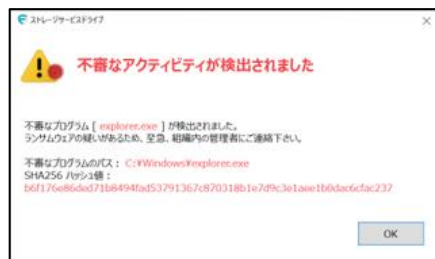 ストレージサービスドライブ
不審なアクティビティが検出されました
不審なプログラム [ explorer.exe ] が検出されました。
ランサムウェアの疑いがあるため、至急、組織内の管理者にご連絡下さい。
不審なプログラムのパス： C:¥Windows¥explorer.exe
SHA256 ハッシュ値：
b6f176e86ded71b8494fad53791367c870318b1e7d9c3e1aee1b0dac6cfac237
OK